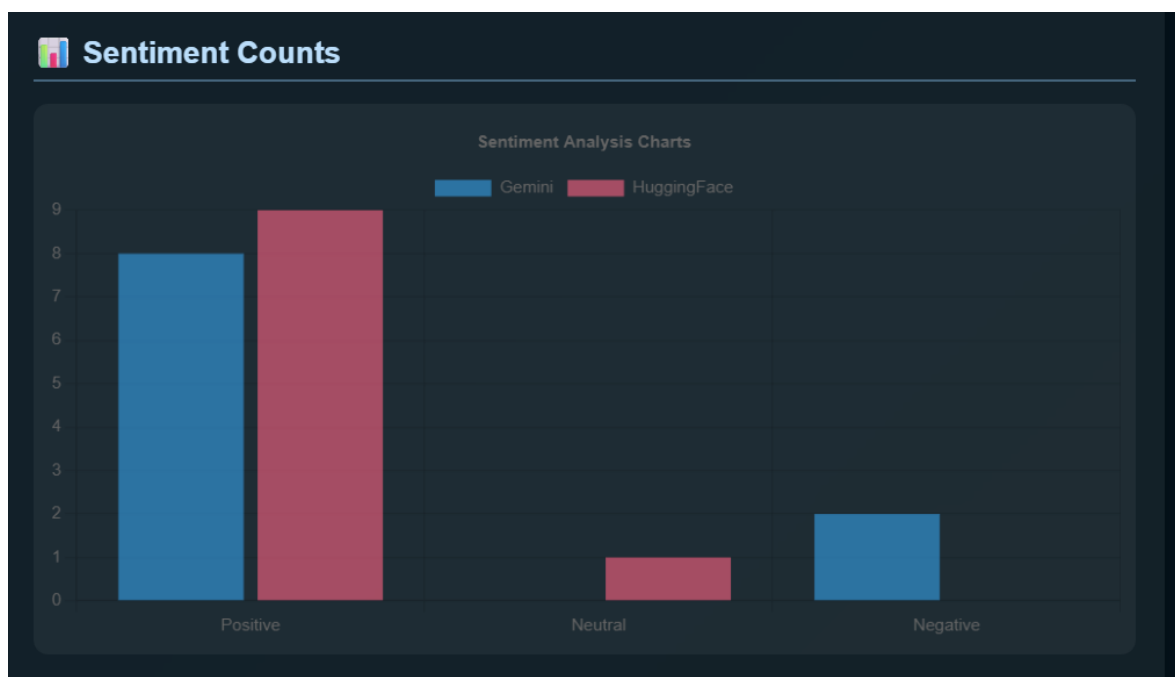 Sentiment Counts
Sentiment Analysis Charts
Gemini HuggingFace
9
8
7
6
5
4
3
2
1
0
Positive Neutral Negative